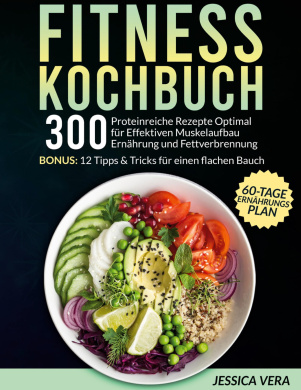 FITNESS
KOCHBUCH
300 Proteinreiche Rezepte Optimal
für Effektiven Muskelaufbau
Ernährung und Fettverbrennung
BONUS: 12 Tipps & Tricks für einen flachen Bauch
60-TAGE
ERNÄHRUNGS
PLAN
JESSICA VERA